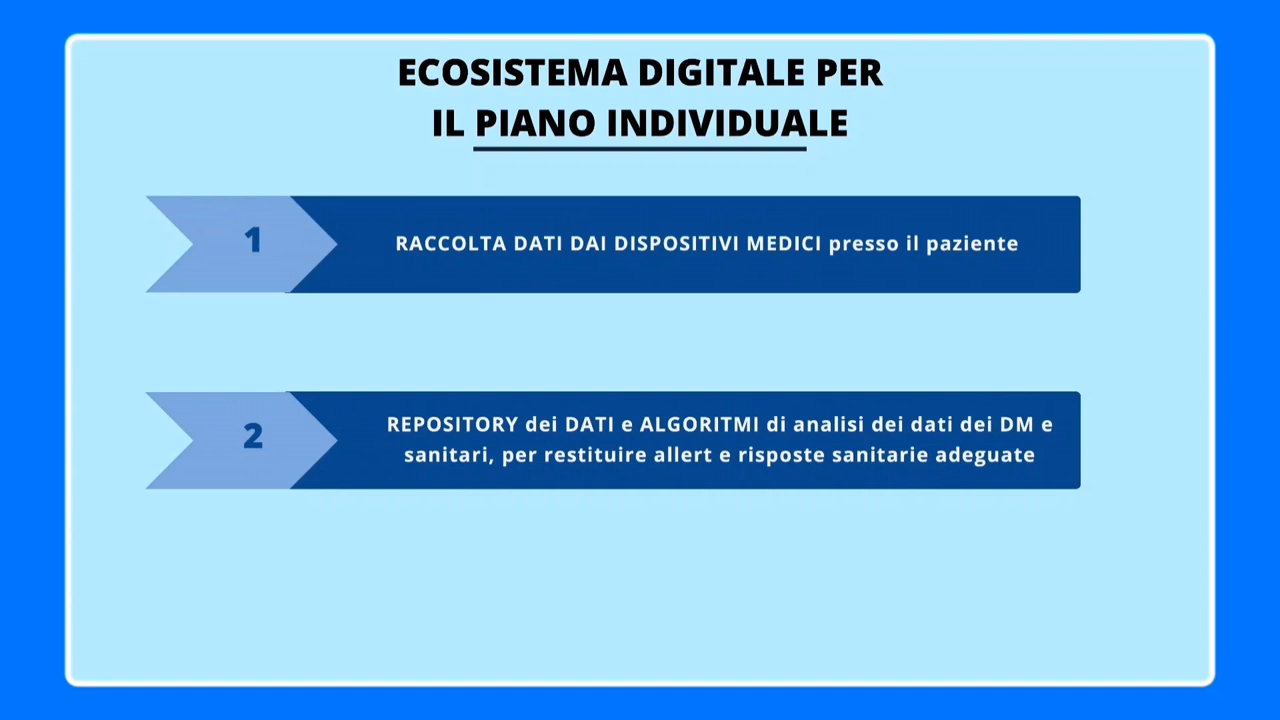 ECOSISTEMA DIGITALE PER
IL PIANO INDIVIDUALE
1
RACCOLTA DATI DAI DISPOSITIVI MEDICI presso il paziente
2
REPOSITORY dei DATI e ALGORITMI di analisi dei dati dei DM e
sanitari, per restituire allert e risposte sanitarie adeguate